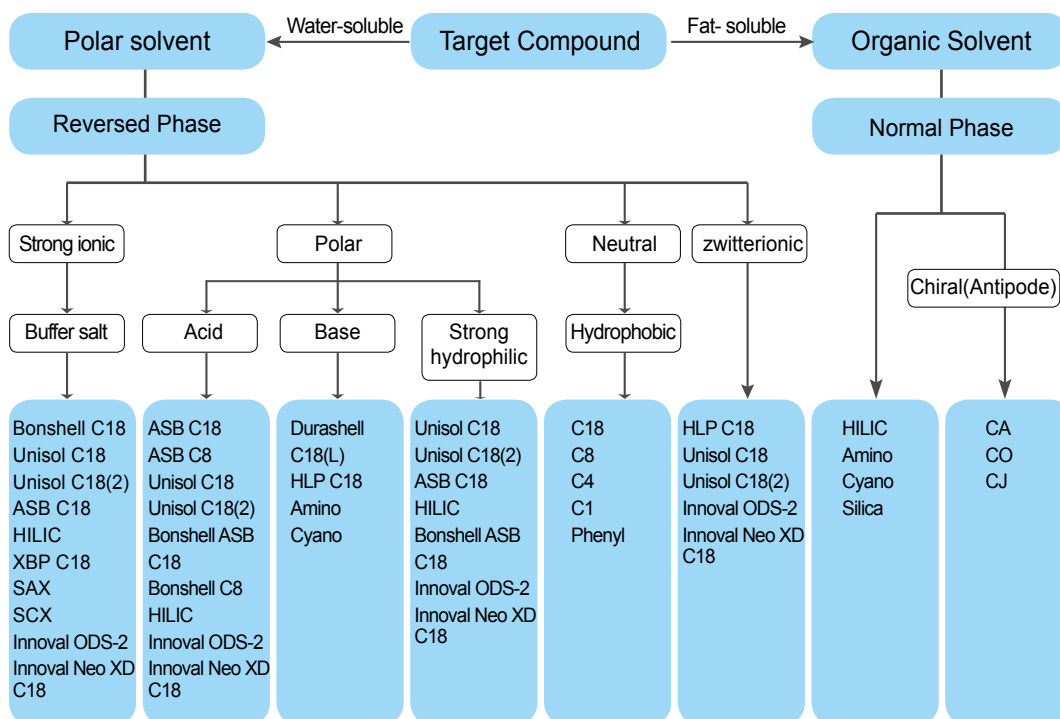 Polar solvent
Water-soluble
Target Compound
Fat- soluble
Organic Solvent
Reversed Phase
Normal Phase
Strong ionic
Polar
Neutral
zwitterionic
Chiral(Antipode)
Buffer salt
Acid
Base
Strong
hydrophilic
Hydrophobic
Bonshell C18
Unisol C18
Unisol C18(2)
ASB C18
HILIC
XBP C18
SAX
SCX
Innoval ODS-2
Innoval Neo XD
C18
ASB C18
ASB C8
Unisol C18
Unisol C18(2)
Bonshell ASB
C18
Bonshell C8
HILIC
Innoval ODS-2
Innoval Neo XD
C18
Durashell
C18(L)
HLP C18
Amino
Cyano
Unisol C18
Unisol C18(2)
ASB C18
HILIC
Bonshell ASB
C18
Innoval ODS-2
Innoval Neo XD
C18
C18
C8
C4
C1
Phenyl
HLP C18
Unisol C18
Unisol C18(2)
Innoval ODS-2
Innoval Neo XD
C18
HILIC
Amino
Cyano
Silica
CA
CO
CJ